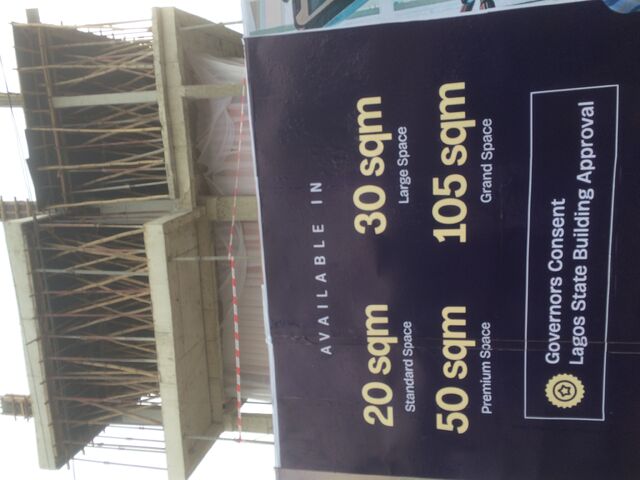 AVAILABLE IN
20 sqm
Standard Space
30 sqm
Large Space
50 sqm
Premium Space
105 sqm
Grand Space
Governors Consent
Lagos State Building Approval